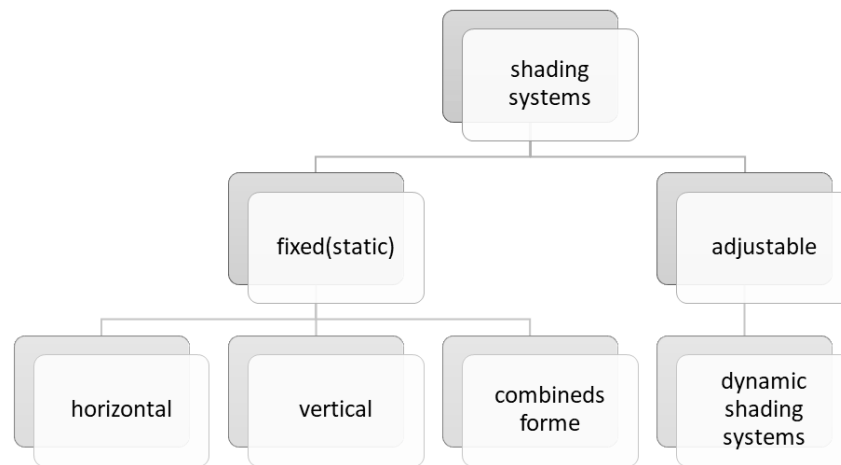 shading
systems
fixed(static)
adjustable
horizontal
vertical
combineds
forme
dynamic
shading
systems